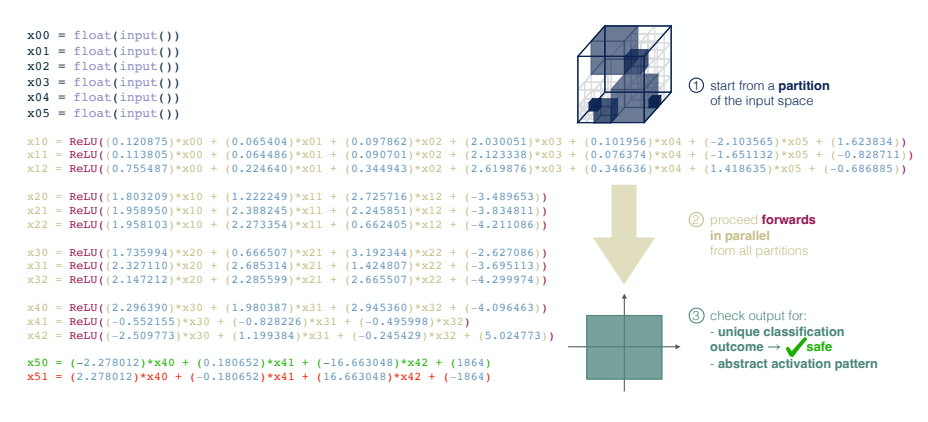 x00 = float(input())
x01 = float(input())
x02 = float(input())
x03 = float(input())
x04 = float(input())
x05 = float(input())
① start from a partition
of the input space
x10 = ReLU((0.120875)*x00 + (0.065404)*x01 + (0.097862)*x02 + (2.030051)*x03 + (0.101956)*x04 + (-2.103565)*x05 + (1.623834))
x11 = ReLU((0.113805)*x00 + (0.064486)*x01 + (0.090701)*x02 + (2.123338)*x03 + (0.076374)*x04 + (-1.651132)*x05 + (-0.828711))
x12 = ReLU((0.755487)*x00 + (0.224640)*x01 + (0.344943)*x02 + (2.619876)*x03 + (0.346636)*x04 + (1.418635)*x05 + (-0.686885))
x20 = ReLU((1.803209)*x10 + (1.222249)*x11 + (2.725716)*x12 + (-3.489653))
x21 = ReLU((1.958950)*x10 + (2.388245)*x11 + (2.245851)*x12 + (-3.834811))
x22 = ReLU((1.958103)*x10 + (2.273354)*x11 + (0.662405)*x12 + (-4.211086))
② proceed forwards
in parallel
from all partitions
x30 = ReLU((1.735994)*x20 + (0.666507)*x21 + (3.192344)*x22 + (-2.627086))
x31 = ReLU((2.327110)*x20 + (2.685314)*x21 + (1.424807)*x22 + (-3.695113))
x32 = ReLU((2.147212)*x20 + (2.285599)*x21 + (2.665507)*x22 + (-4.299974))
x40 = ReLU((2.296390)*x30 + (1.980387)*x31 + (2.945360)*x32 + (-4.096463))
x41 = ReLU((-0.552155)*x30 + (-0.828226)*x31 + (-0.495998)*x32)
x42 = ReLU((-2.509773)*x30 + (1.199384)*x31 + (-0.245429)*x32 + (5.024773))
③ check output for:
- unique classification
outcome → ✔ safe
- abstract activation pattern
x50 = (-2.278012)*x40 + (0.180652)*x41 + (-16.663048)*x42 + (1864)
x51 = (2.278012)*x40 + (-0.180652)*x41 + (16.663048)*x42 + (-1864)